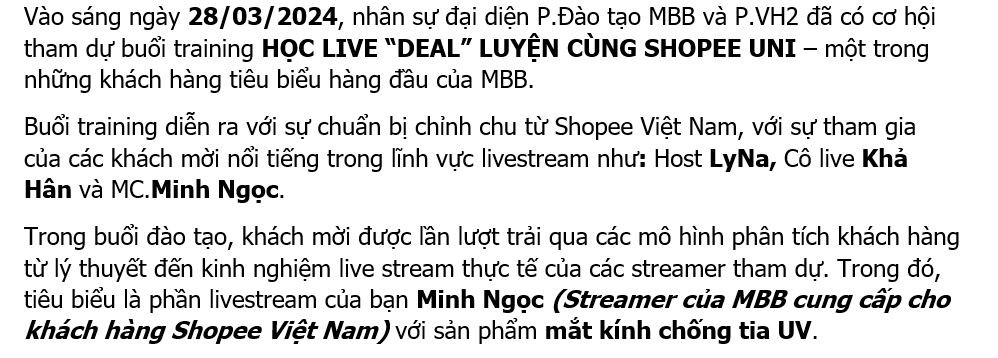 Vào sáng ngày 28/03/2024, nhân sự đại diện P.Đào tạo MBB và P.VH2 đã có cơ hội
tham dự buổi training HỌC LIVE “DEAL” LUYỆN CÙNG SHOPEE UNI – một trong
những khách hàng tiêu biểu hàng đầu của MBB.
Buổi training diễn ra với sự chuẩn bị chỉnh chu từ Shopee Việt Nam, với sự tham gia
của các khách mời nổi tiếng trong lĩnh vực livestream như: Host LyNa, Cô live Khả
Hân và MC.Minh Ngọc.
Trong buổi đào tạo, khách mời được lần lượt trải qua các mô hình phân tích khách hàng
từ lý thuyết đến kinh nghiệm live stream thực tế của các streamer tham dự. Trong đó,
tiêu biểu là phần livestream của bạn Minh Ngọc (Streamer của MBB cung cấp cho
khách hàng Shopee Việt Nam) với sản phẩm mắt kính chống tia UV.